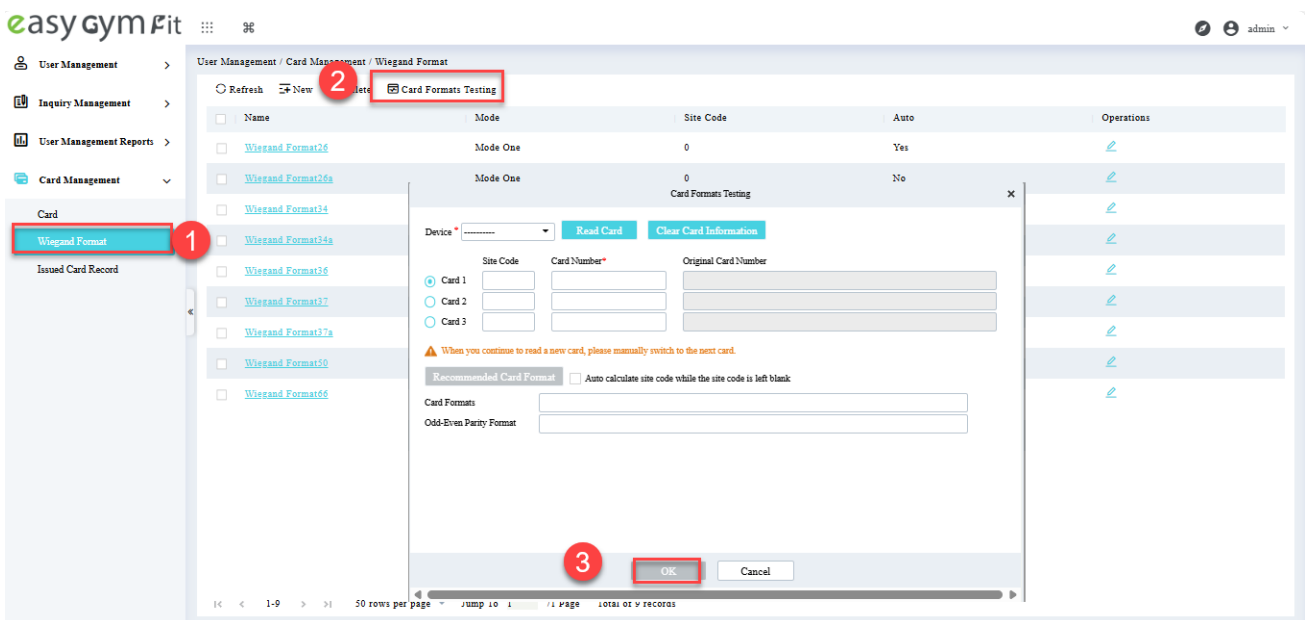 easy GymFit
admin
User Management
Inquiry Management
User Management Reports
Card Management
Card
Wiegand Format
Issued Card Record
1
User Management / Card Management / Wiegand Format
Refresh New 2 lete Card Formats Testing
Name Mode Site Code Auto Operations
Wiegand Format26 Mode One 0 Yes
Wiegand Format26a Mode One 0 No
Wiegand Format34
Wiegand Format34a
Wiegand Format36
Wiegand Format37
Wiegand Format37a
Wiegand Format50
Wiegand Format66
Card Formats Testing
Device * ---------- Read Card Clear Card Information
Site Code Card Number* Original Card Number
Card 1
Card 2
Card 3
When you continue to read a new card, please manually switch to the next card.
Recommended Card Format Auto calculate site code while the site code is left blank
Card Formats
Odd-Even Parity Format
3 OK Cancel
1-9 50 rows per page Jump To 1 /1 Page Total of 9 records